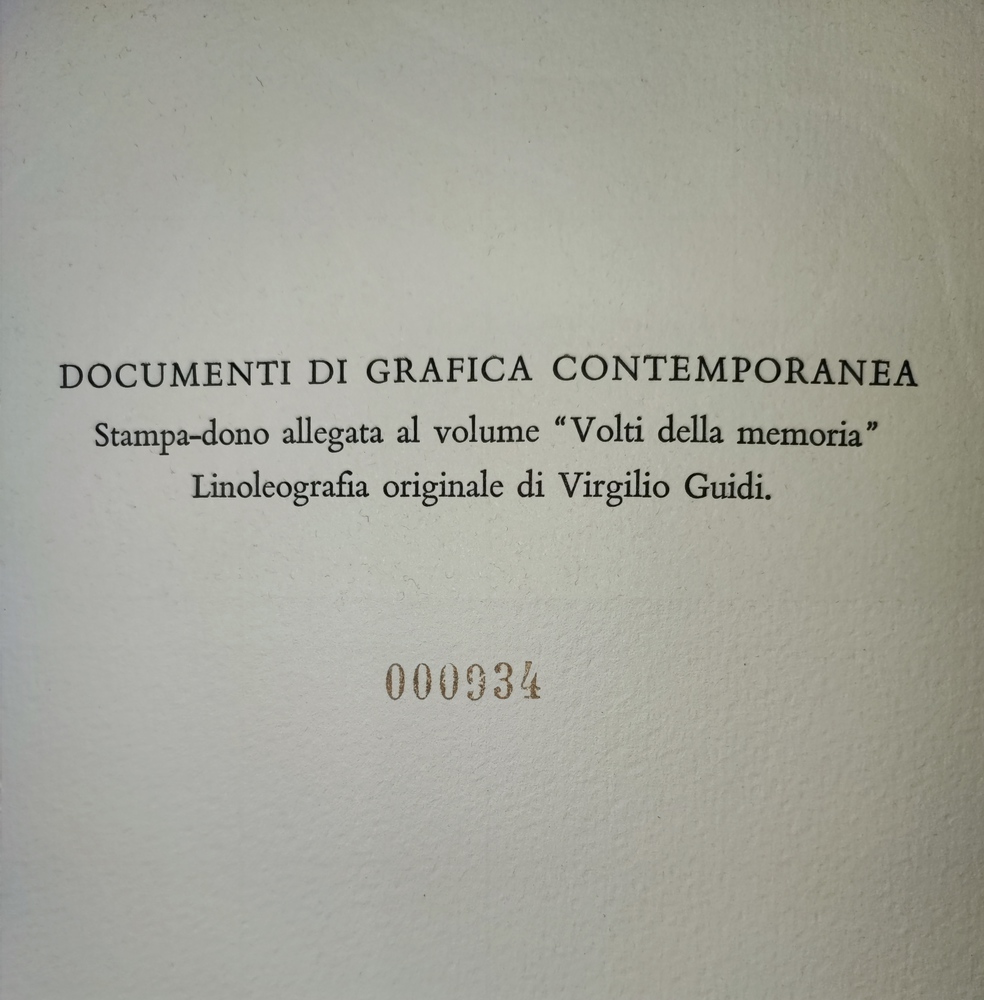 DOCUMENTI DI GRAFICA CONTEMPORANEA
Stampa-dono allegata al volume “Volti della memoria”
Linoleografia originale di Virgilio Guidi.
000934